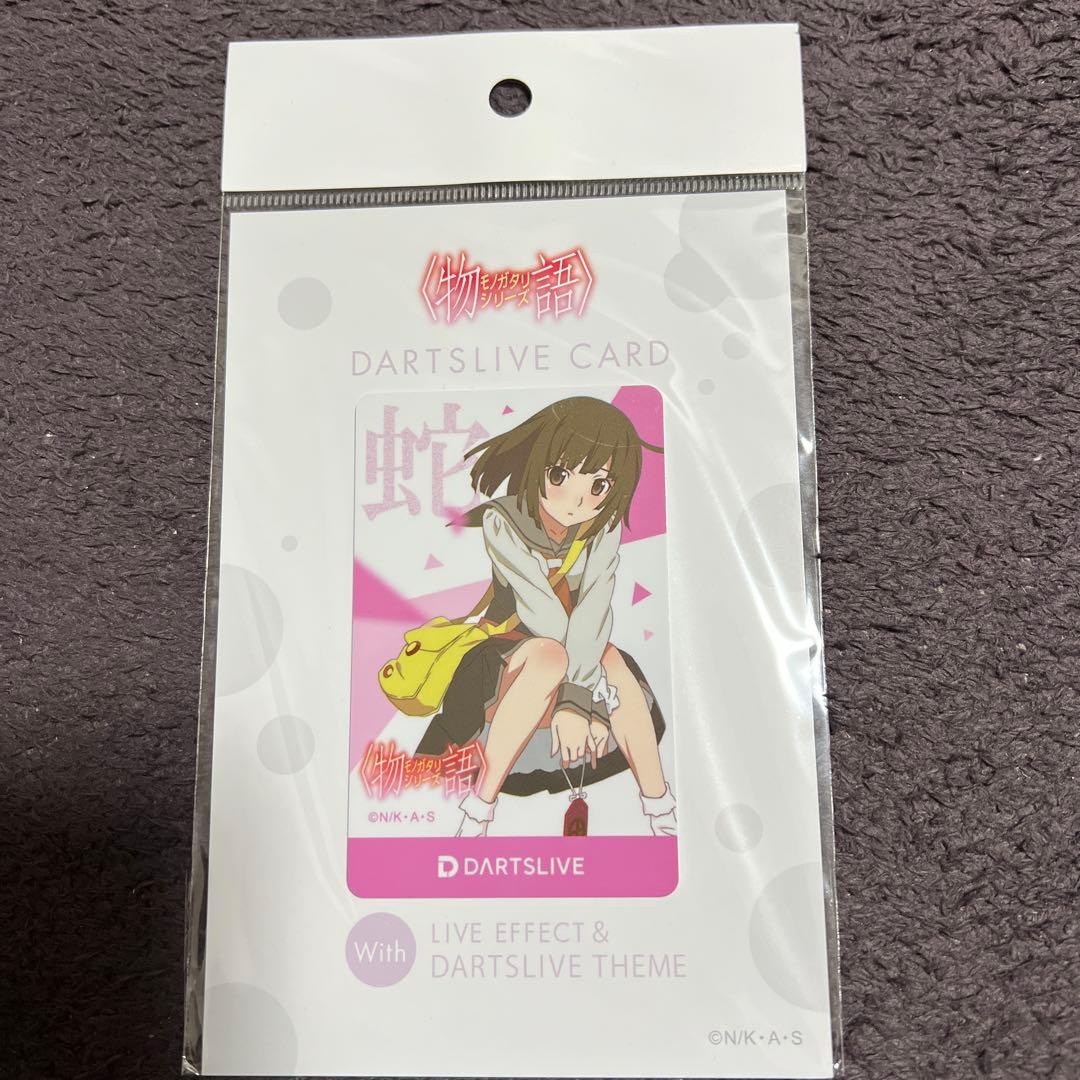 〈物モノガタリシリーズ語〉
DARTSLIVE CARD
蛇
〈物モノガタリシリーズ語〉
©N/K・A・S
DARTSLIVE
With
LIVE EFFECT &
DARTSLIVE THEME
©N/K・A・S